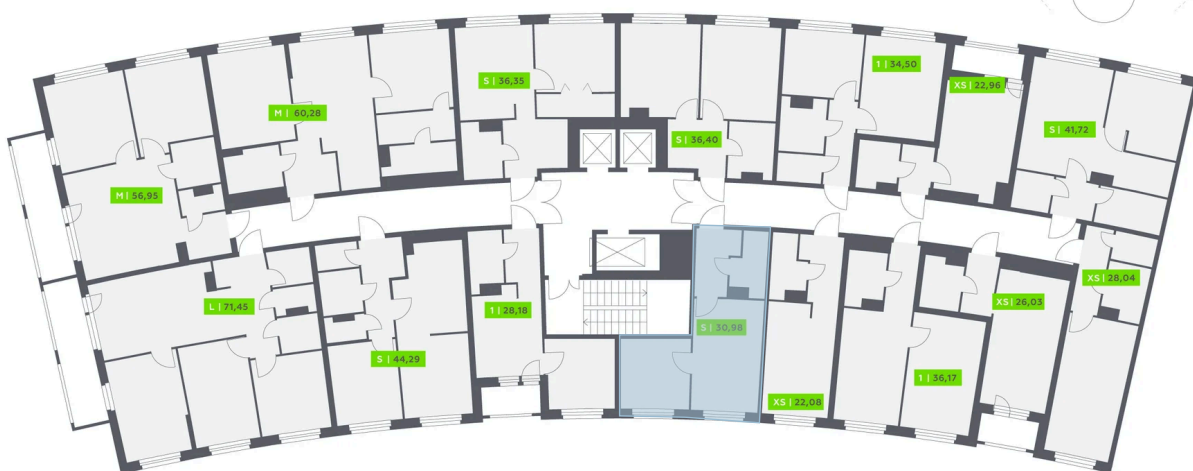 S | 36,35
1 | 34,50
XS | 22,96
M | 60,28
S | 36,40
S | 41,72
M | 56,95
L | 71,45
1 | 28,18
S | 30,98
XS | 26,03
XS | 28,04
S | 44,29
1 | 36,17
XS | 22,08